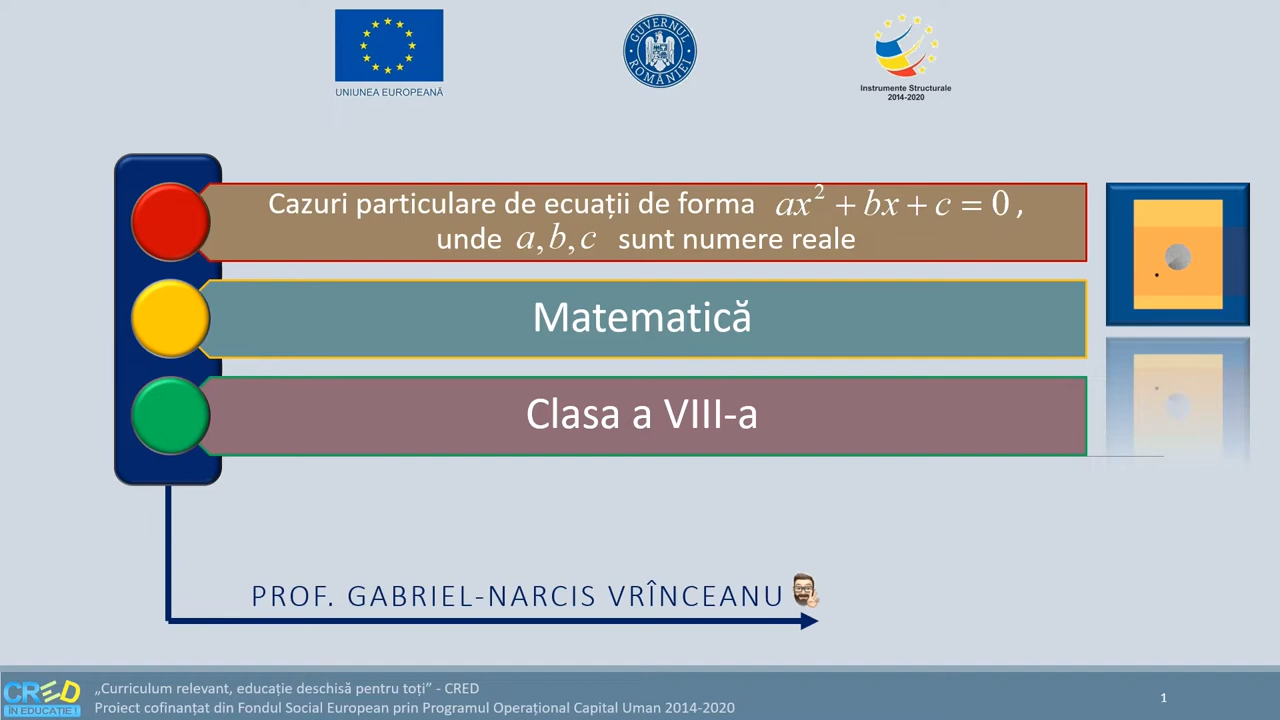 UNIUNEA EUROPEANĂ
GUVERNUL ROMÂNIEI
Instrumente Structurale
2014-2020
Cazuri particulare de ecuații de forma ax² + bx + c = 0 ,
unde a, b, c sunt numere reale
Matematică
Clasa a VIII-a
PROF. GABRIEL-NARCIS VRÎNCEANU
CRED
ÎN EDUCAȚIE !
„Curriculum relevant, educație deschisă pentru toți” - CRED
Proiect cofinanțat din Fondul Social European prin Programul Operațional Capital Uman 2014-2020
1